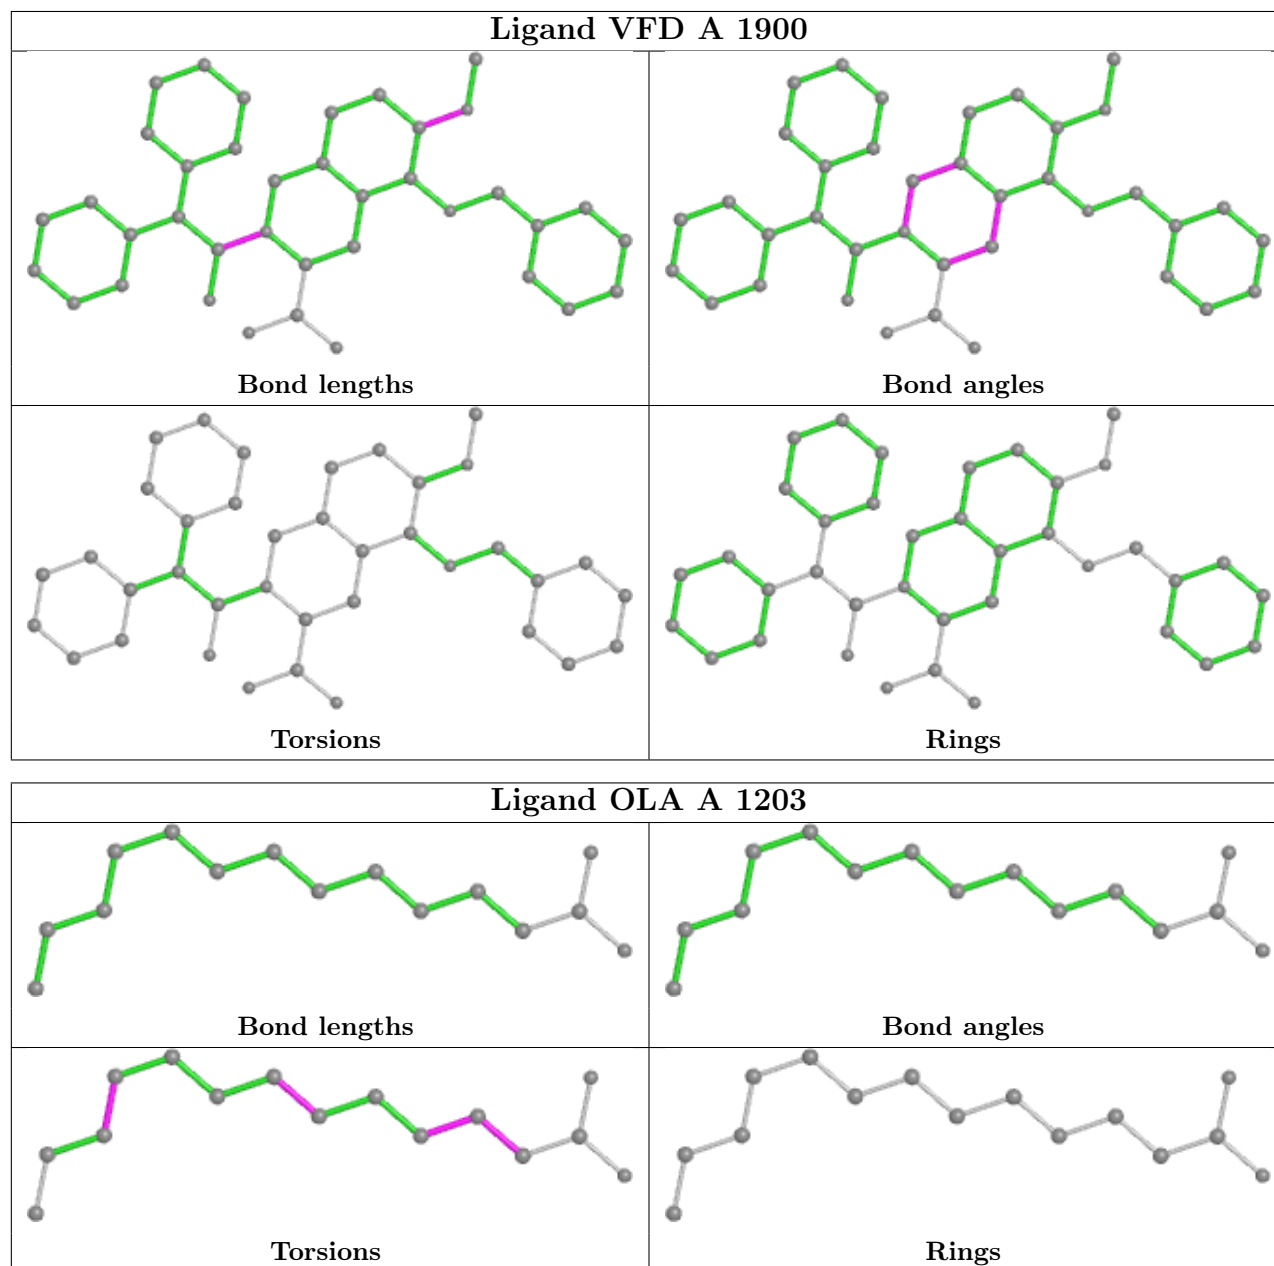 Ligand VFD A 1900
Bond lengths
Bond angles
Torsions
Rings
Ligand OLA A 1203
Bond lengths
Bond angles
Torsions
Rings